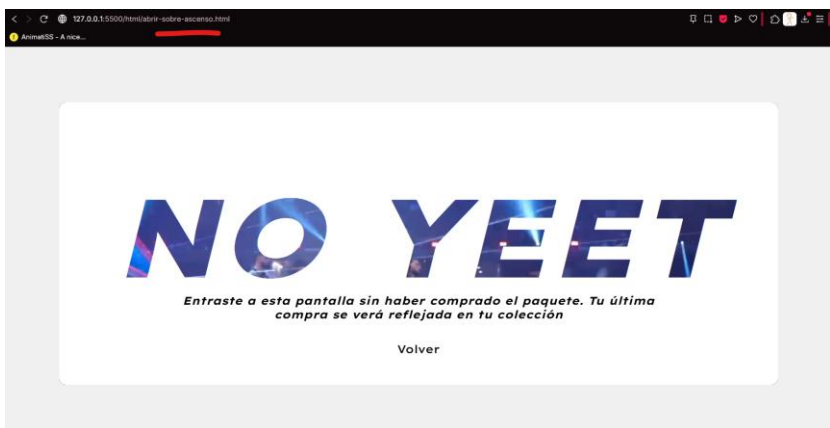 127.0.0.1:5500/html/abrir-sobre-ascenso.html
AnimatiSS - A nice...
NO YEET
Entraste a esta pantalla sin haber comprado el paquete. Tu última
compra se verá reflejada en tu colección
Volver